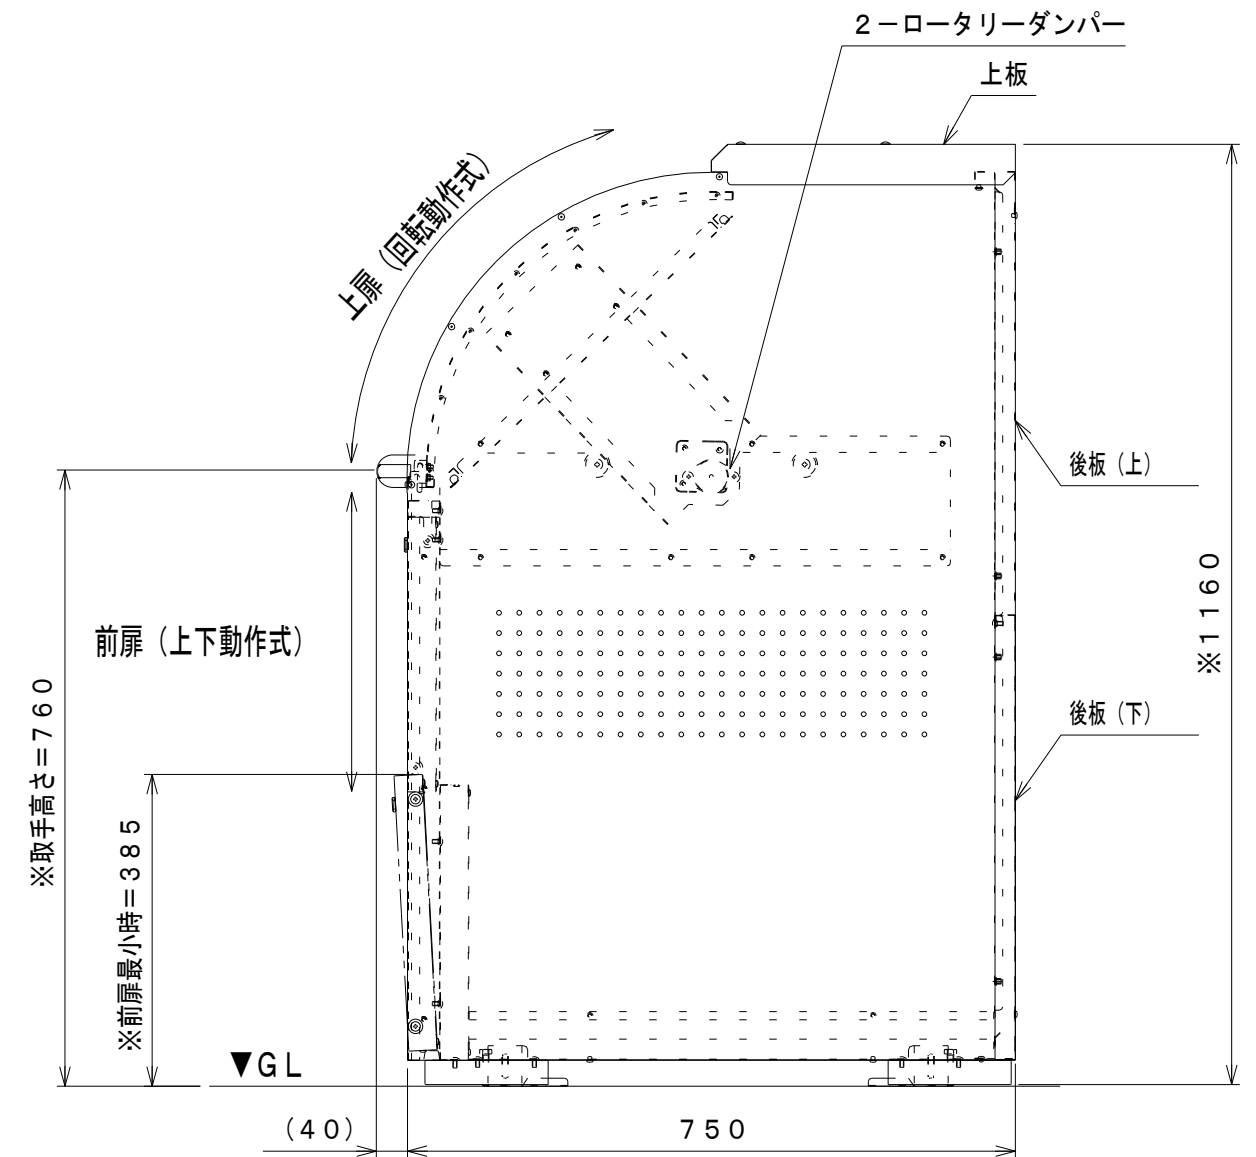 ２－ロータリーダンパー
上板
上扉（回転動作式）
後板（上）
※１１６０
前扉（上下動作式）
※取手高さ＝７６０
後板（下）
※前扉最小時＝３８５
▼ＧＬ
（４０）
７５０